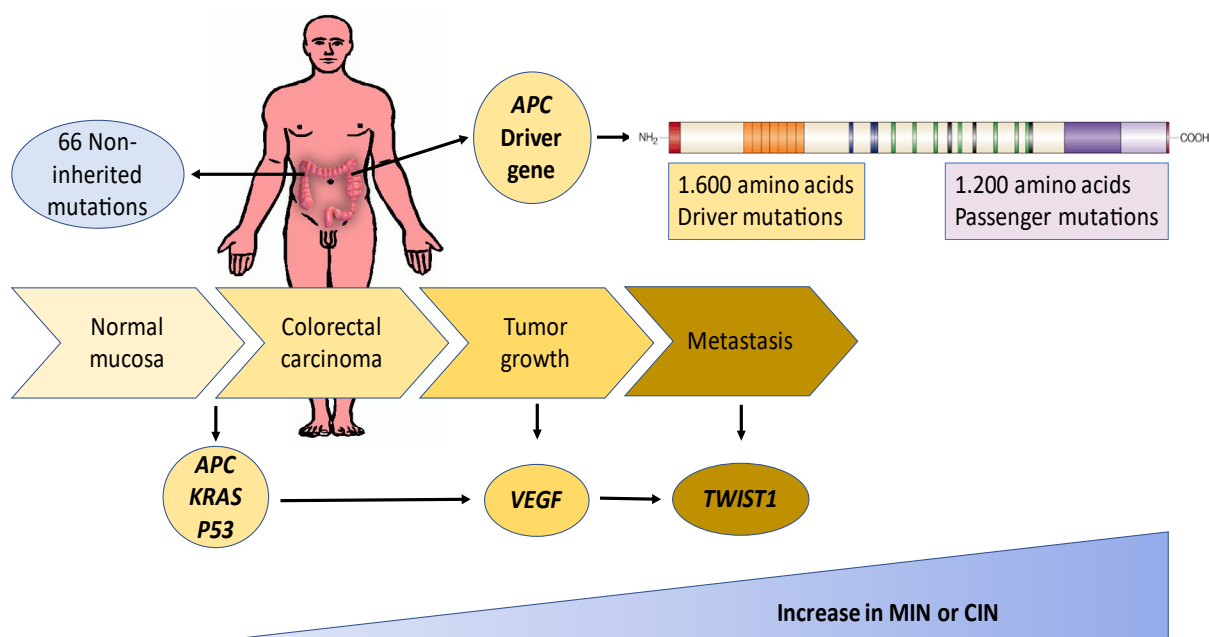 66 Non-
inherited
mutations
APC
Driver
gene
NH2
COOH
1.600 amino acids
Driver mutations
1.200 amino acids
Passenger mutations
Normal
mucosa
Colorectal
carcinoma
Tumor
growth
Metastasis
APC
KRAS
P53
VEGF
TWIST1
Increase in MIN or CIN